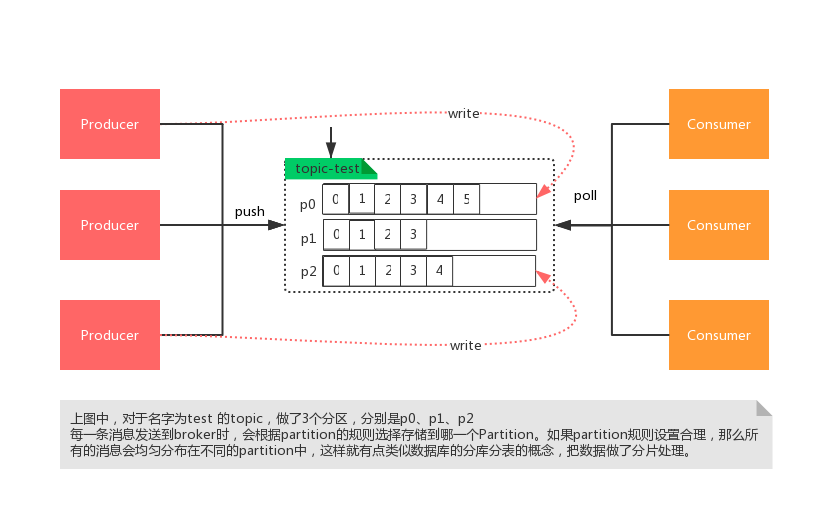 write
Producer
Consumer
topic-test
p0 0 1 2 3 4 5
poll
push
Producer
Consumer
p1 0 1 2 3
p2 0 1 2 3 4
Producer
Consumer
write
上图中，对于名字为test 的topic，做了3个分区，分别是p0、p1、p2
每一条消息发送到broker时，会根据partition的规则选择存储到哪一个Partition。如果partition规则设置合理，那么所
有的消息会均匀分布在不同的partition中，这样就有点类似数据库的分库分表的概念，把数据做了分片处理。